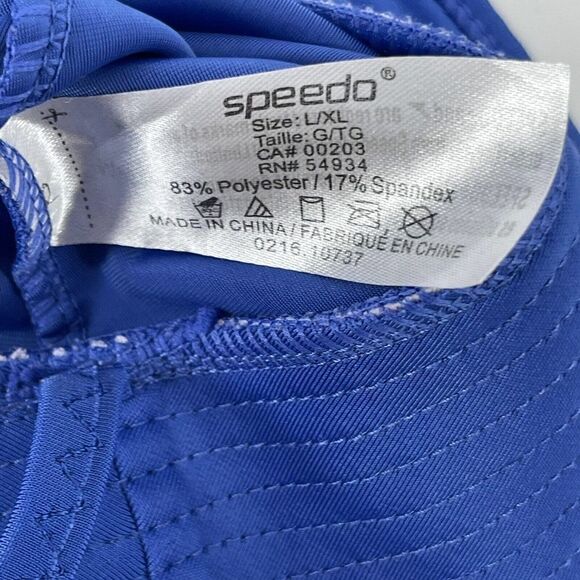 speedo®
Size: L/XL
Taille: G/TG
CA# 00203
RN# 54934
83% Polyester / 17% Spandex
MADE IN CHINA / FABRIQUÉ EN CHINE
0216.10737